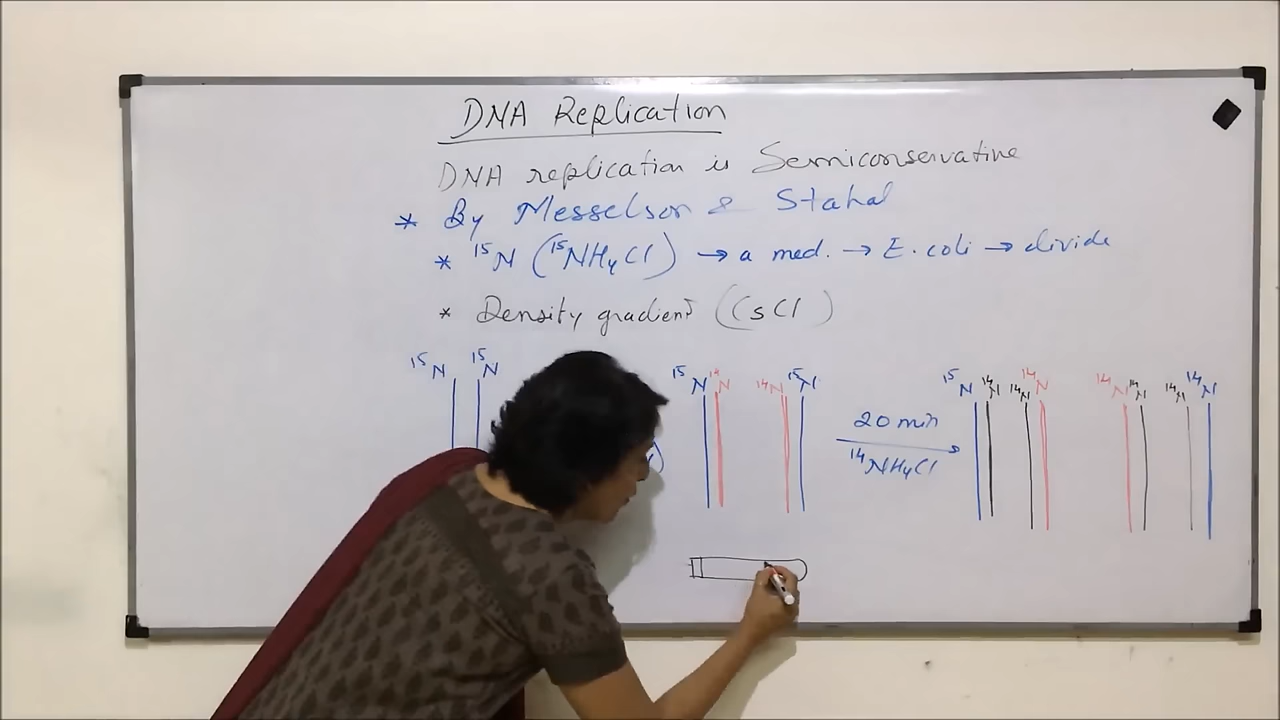 DNA Replication
DNA replication is Semiconservative
* By Messelson & Stahal
* ¹⁵N (¹⁵NH₄Cl) → a med. → E. coli → divide
* Density gradient (CsCl)
¹⁵N ¹⁵N ¹⁵N ¹⁴N ¹⁴N ¹⁵N 20 min ¹⁵N ¹⁴N ¹⁴N ¹⁴N ¹⁴N ¹⁴N ¹⁴N ¹⁴N
¹⁴NH₄Cl